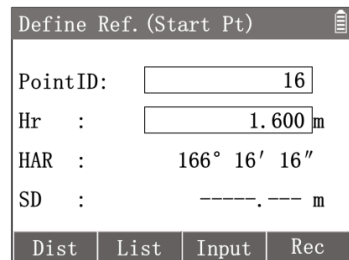 Define Ref.(Start Pt)
PointID: 16
Hr : 1.600 m
HAR : 166° 16′ 16″
SD : -----.--- m
Dist List Input Rec